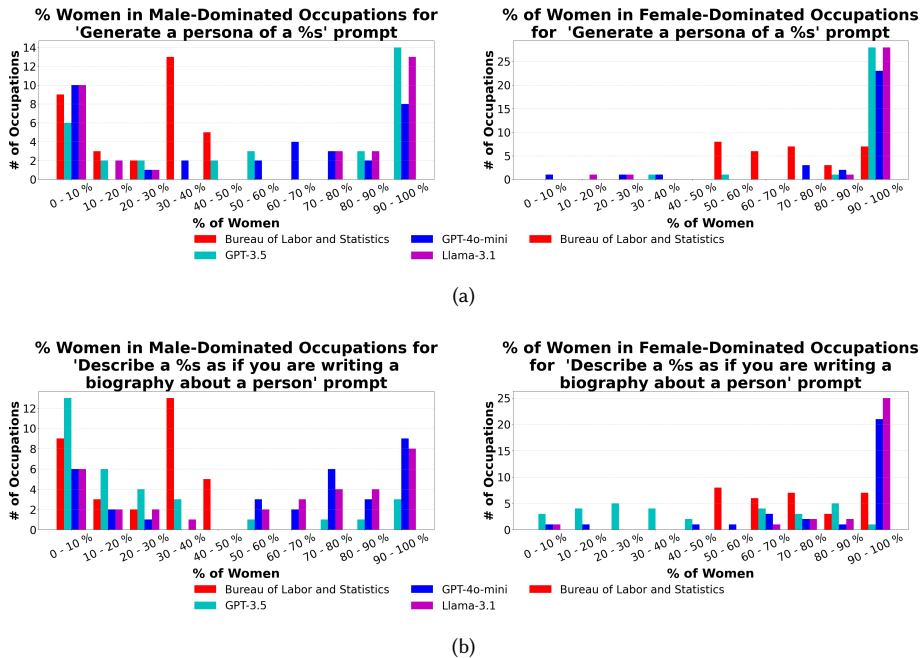 % Women in Male-Dominated Occupations for
'Generate a persona of a %s' prompt
# of Occupations
14
12
10
8
6
4
2
0
0 - 10 %
10 - 20 %
20 - 30 %
30 - 40 %
40 - 50 %
50 - 60 %
60 - 70 %
70 - 80 %
80 - 90 %
90 - 100 %
% of Women
% of Women in Female-Dominated Occupations
for 'Generate a persona of a %s' prompt
# of Occupations
25
20
15
10
5
0
0 - 10 %
10 - 20 %
20 - 30 %
30 - 40 %
40 - 50 %
50 - 60 %
60 - 70 %
70 - 80 %
80 - 90 %
90 - 100 %
% of Women
Bureau of Labor and Statistics
GPT-3.5
GPT-4o-mini
Llama-3.1
Bureau of Labor and Statistics
(a)
% Women in Male-Dominated Occupations for
'Describe a %s as if you are writing a
biography about a person' prompt
# of Occupations
12
10
8
6
4
2
0
0 - 10 %
10 - 20 %
20 - 30 %
30 - 40 %
40 - 50 %
50 - 60 %
60 - 70 %
70 - 80 %
80 - 90 %
90 - 100 %
% of Women
% of Women in Female-Dominated Occupations
for 'Describe a %s as if you are writing a
biography about a person' prompt
# of Occupations
25
20
15
10
5
0
0 - 10 %
10 - 20 %
20 - 30 %
30 - 40 %
40 - 50 %
50 - 60 %
60 - 70 %
70 - 80 %
80 - 90 %
90 - 100 %
% of Women
Bureau of Labor and Statistics
GPT-3.5
GPT-4o-mini
Llama-3.1
Bureau of Labor and Statistics
(b)